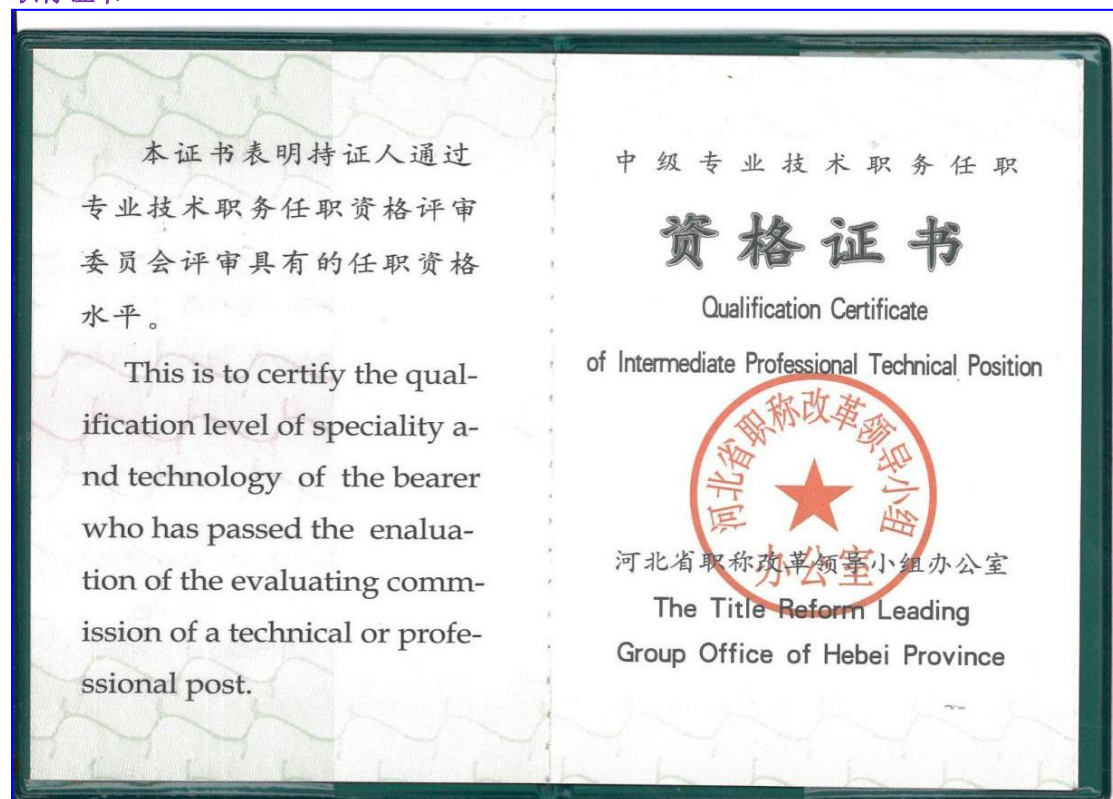 本证书表明持证人通过
专业技术职务任职资格评审
委员会评审具有的任职资格
水平。
This is to certify the qual-
ification level of speciality a-
nd technology of the bearer
who has passed the enalua-
tion of the evaluating comm-
ission of a technical or profe-
ssional post.
中级专业技术职务任职
资格证书
Qualification Certificate
of Intermediate Professional Technical Position
河北省职称改革领导小组
办公室
河北省职称改革领导小组办公室
The Title Reform Leading
Group Office of Hebei Province